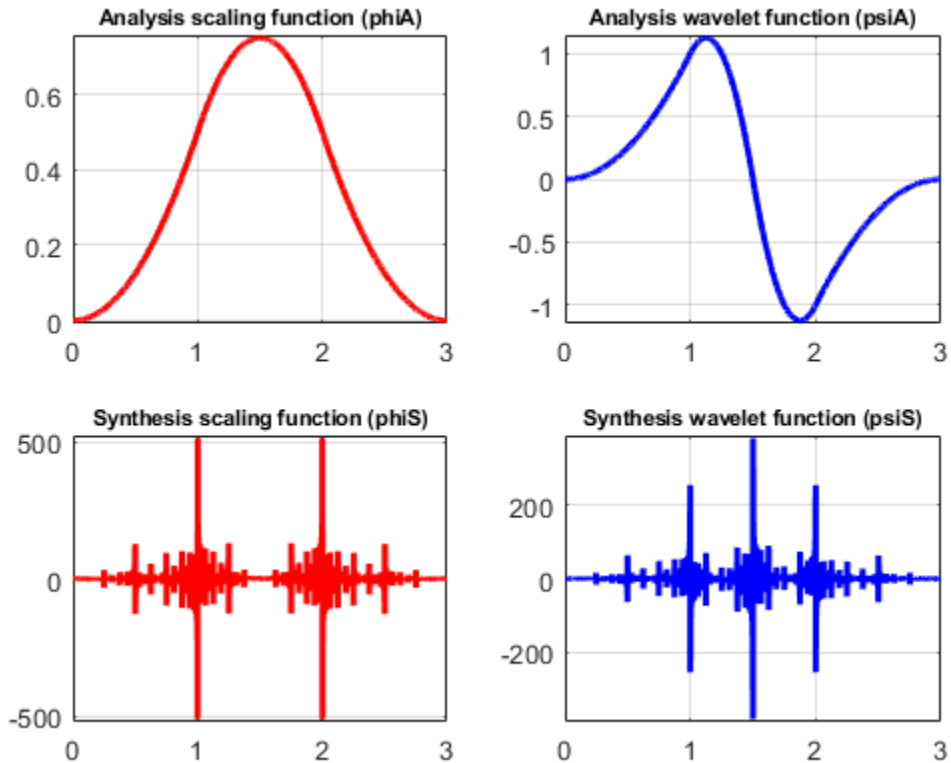 Analysis scaling function (phiA)
0.6
0.4
0.2
0
0 1 2 3
Analysis wavelet function (psiA)
1
0.5
0
-0.5
-1
0 1 2 3
Synthesis scaling function (phiS)
500
0
-500
0 1 2 3
Synthesis wavelet function (psiS)
200
0
-200
0 1 2 3